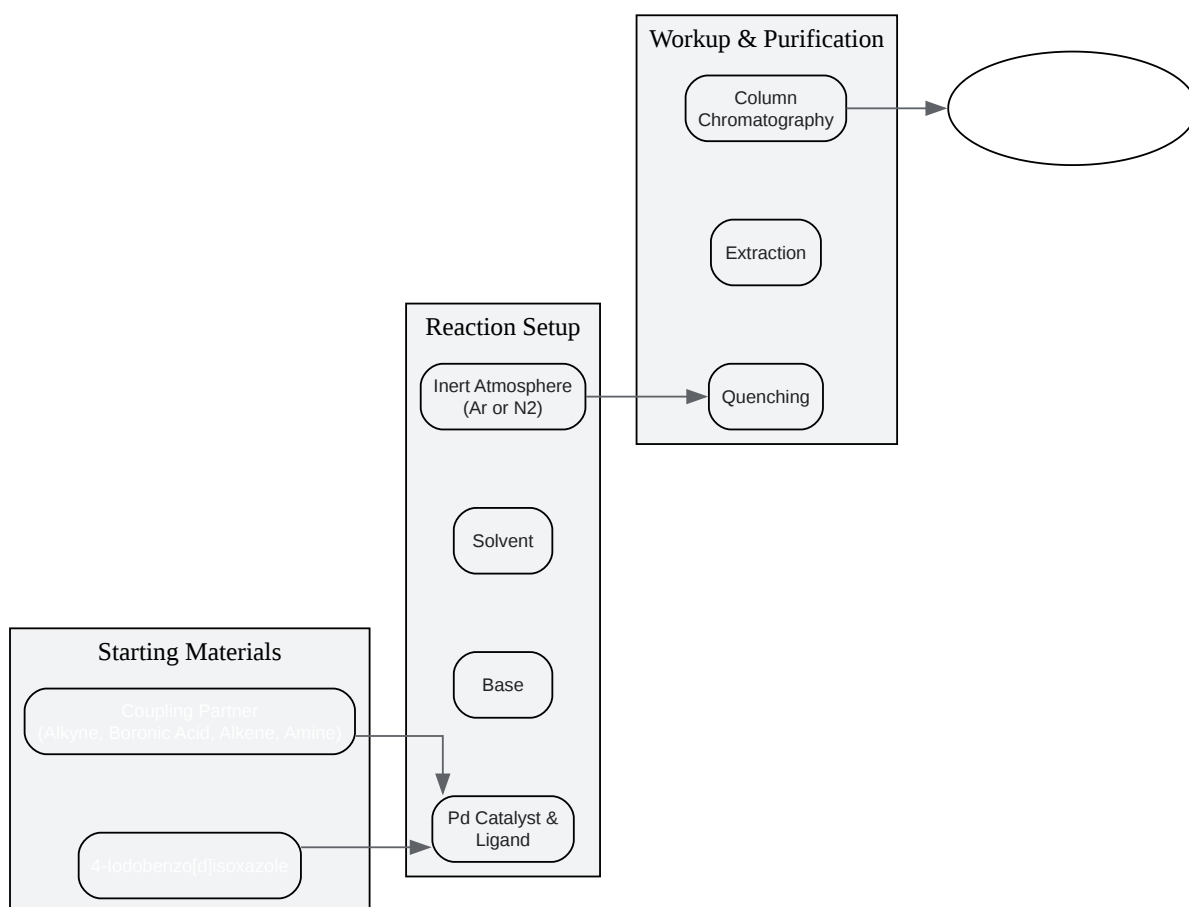 Workup & Purification
Column
Chromatography
Extraction
Quenching
Reaction Setup
Inert Atmosphere
(Ar or N2)
Solvent
Base
Pd Catalyst &
Ligand
Starting Materials
Coupling Partner
(Alkyne, Boronic Acid, Alkene, Amine)
4-Iodobenzo[d]isoxazole